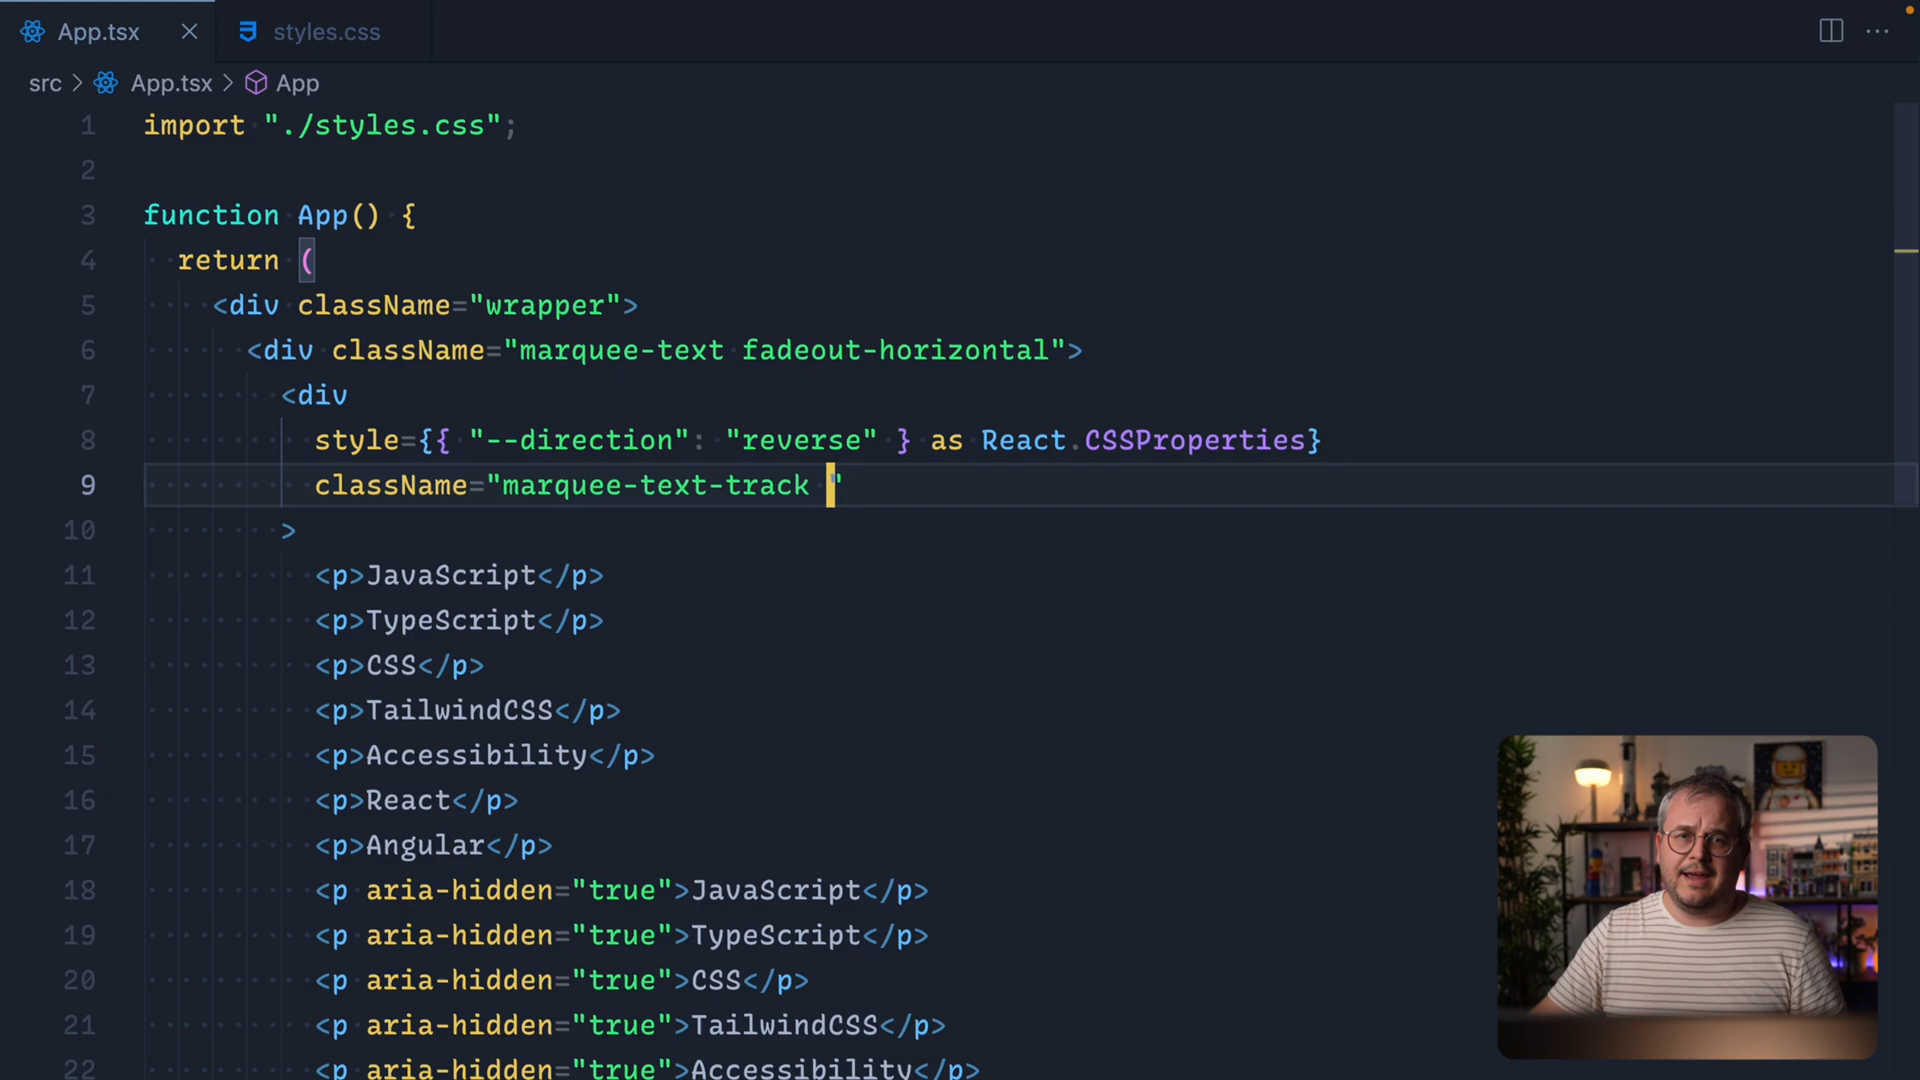 App.tsx
styles.css
src > App.tsx > App
1 import "./styles.css";
2
3 function App() {
4 return (
5 <div className="wrapper">
6 <div className="marquee-text fadeout-horizontal">
7 <div
8 style={{ "--direction": "reverse" } as React.CSSProperties}
9 className="marquee-text-track "
10 >
11 <p>JavaScript</p>
12 <p>TypeScript</p>
13 <p>CSS</p>
14 <p>TailwindCSS</p>
15 <p>Accessibility</p>
16 <p>React</p>
17 <p>Angular</p>
18 <p aria-hidden="true">JavaScript</p>
19 <p aria-hidden="true">TypeScript</p>
20 <p aria-hidden="true">CSS</p>
21 <p aria-hidden="true">TailwindCSS</p>
22 <p aria-hidden="true">Accessibility</p>